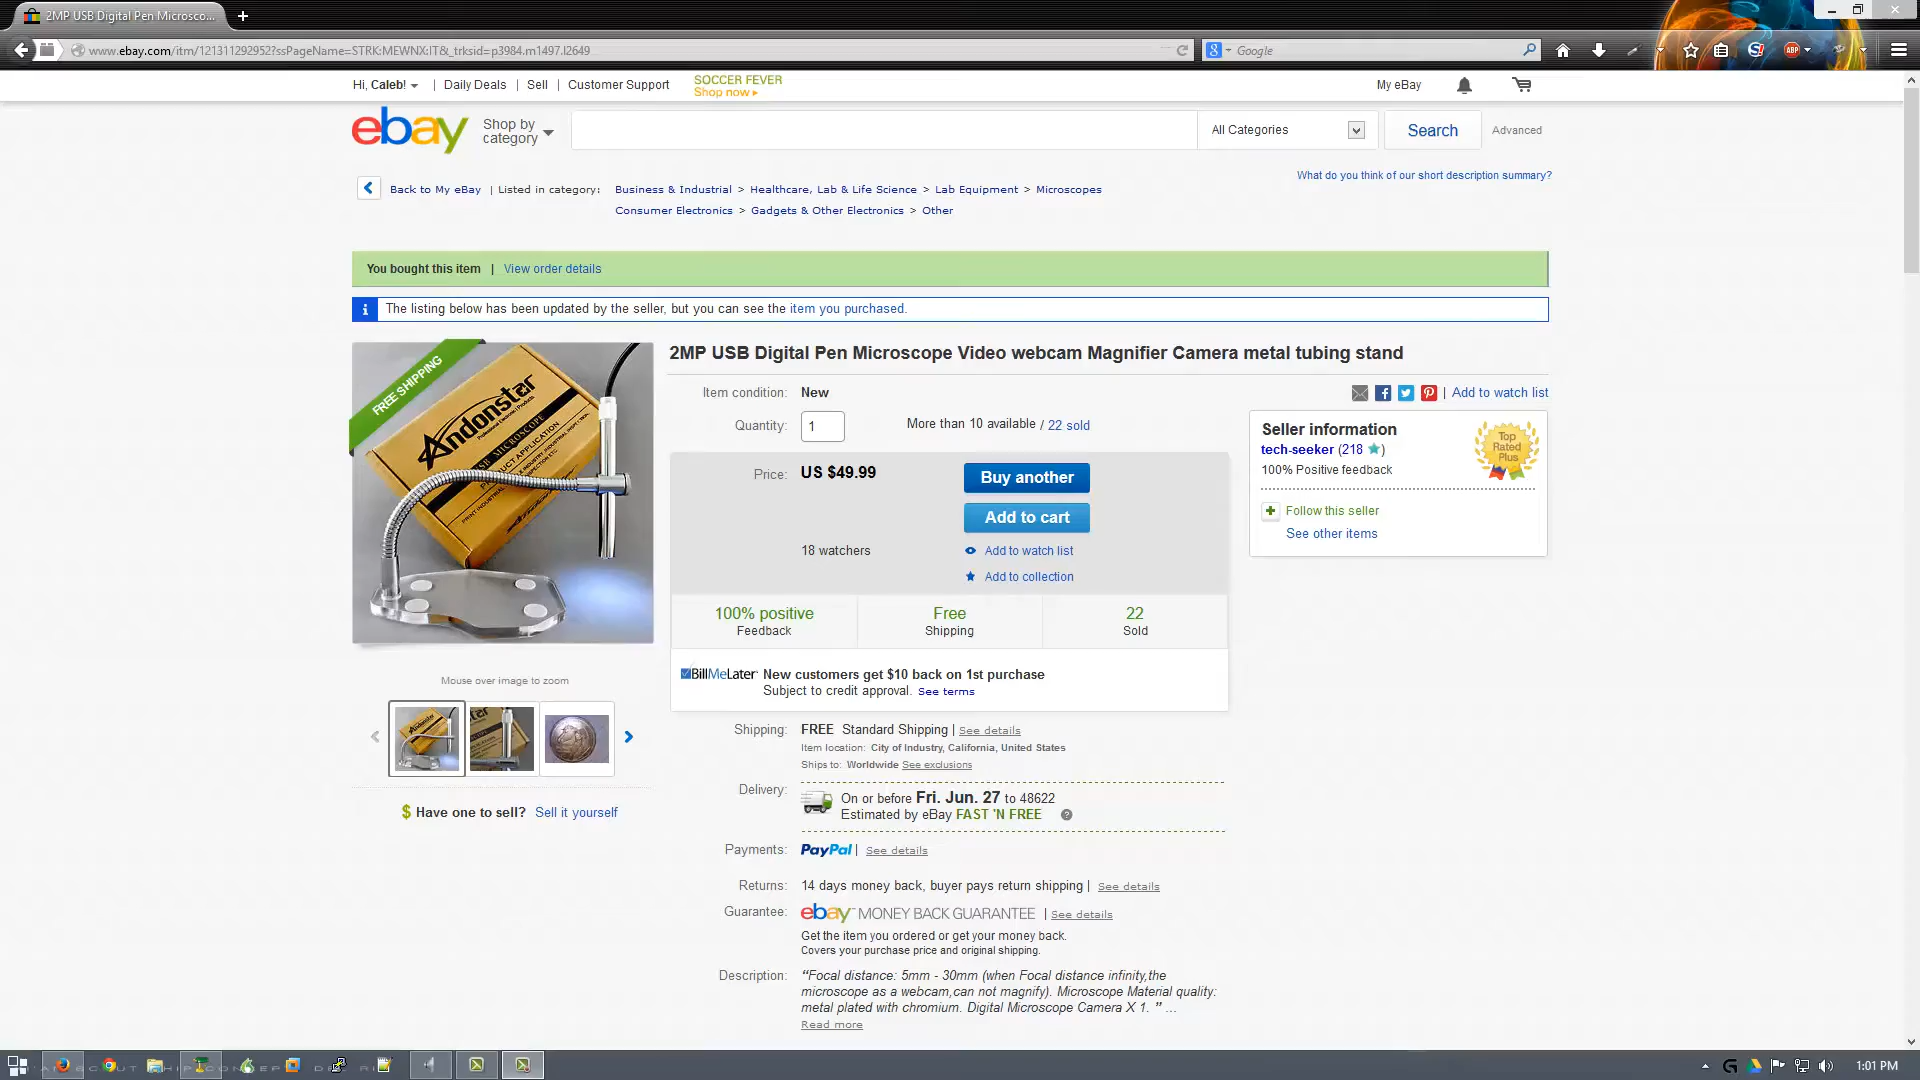 2MP USB Digital Pen Microsco...
www.ebay.com/itm/121311292952?ssPageName=STRK:MEWNX:IT&_trksid=p3984.m1497.l2649
Google
ABP
Hi, Caleb! | Daily Deals | Sell | Customer Support
SOCCER FEVER
Shop now ▸
My eBay
ebay
Shop by
category
All Categories
Search
Advanced
What do you think of our short description summary?
Back to My eBay | Listed in category: Business & Industrial > Healthcare, Lab & Life Science > Lab Equipment > Microscopes
Consumer Electronics > Gadgets & Other Electronics > Other
You bought this item | View order details
The listing below has been updated by the seller, but you can see the item you purchased.
FREE SHIPPING
Andonstar
2MP USB Digital Pen Microscope Video webcam Magnifier Camera metal tubing stand
Item condition: New
| Add to watch list
Quantity: 1
More than 10 available / 22 sold
Price: US $49.99
Buy another
Add to cart
18 watchers
Add to watch list
Add to collection
100% positive
Feedback
Free
Shipping
22
Sold
Seller information
tech-seeker (218 ★)
100% Positive feedback
Top
Rated
Plus
Follow this seller
See other items
BillMeLater
New customers get $10 back on 1st purchase
Subject to credit approval. See terms
Mouse over image to zoom
$ Have one to sell? Sell it yourself
Shipping: FREE Standard Shipping | See details
Item location: City of Industry, California, United States
Ships to: Worldwide See exclusions
Delivery: On or before Fri. Jun. 27 to 48622
Estimated by eBay FAST 'N FREE
Payments: PayPal | See details
Returns: 14 days money back, buyer pays return shipping | See details
Guarantee: ebay MONEY BACK GUARANTEE | See details
Get the item you ordered or get your money back.
Covers your purchase price and original shipping.
Description: “Focal distance: 5mm - 30mm (when Focal distance infinity,the
microscope as a webcam,can not magnify). Microscope Material quality:
metal plated with chromium. Digital Microscope Camera X 1. ” ...
Read more
1:01 PM